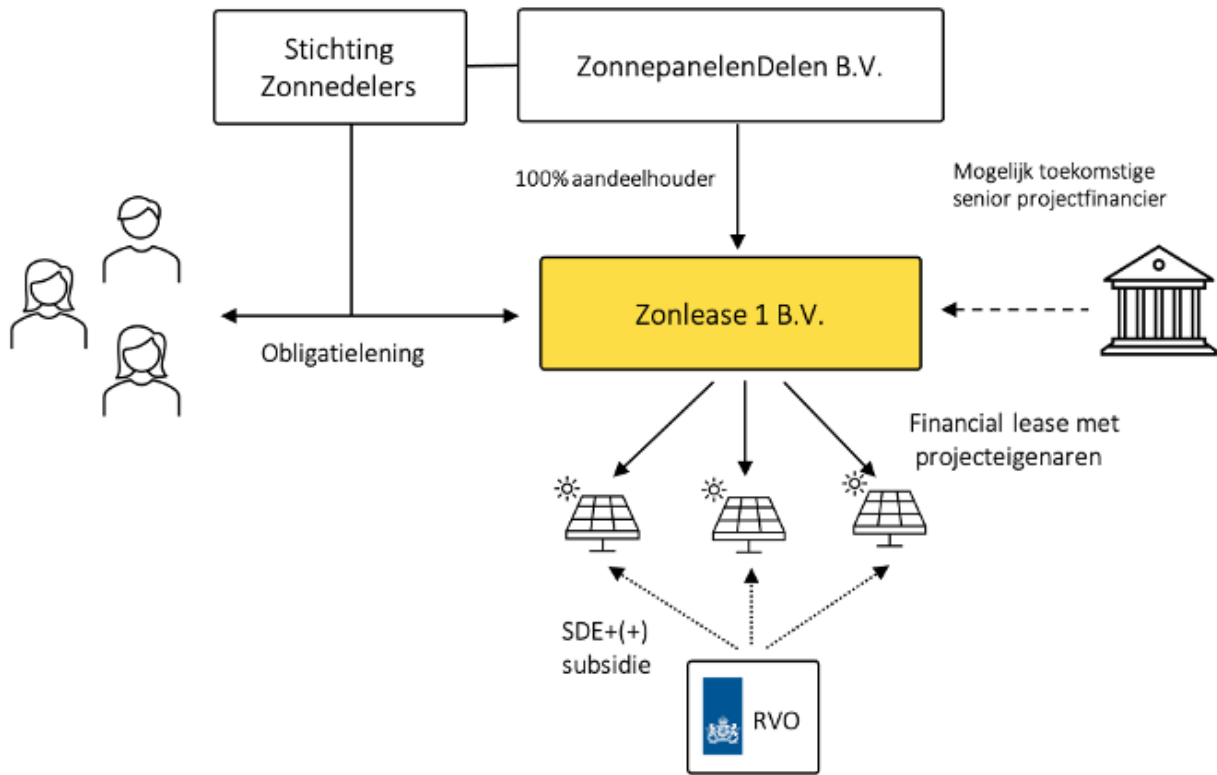 Stichting
Zonnedelers
ZonnepanelenDelen B.V.
100% aandeelhouder
Mogelijk toekomstige
senior projectfinancier
Zonlease 1 B.V.
Obligatielening
Financial lease met
projecteigenaren
SDE+(+)
subsidie
RVO